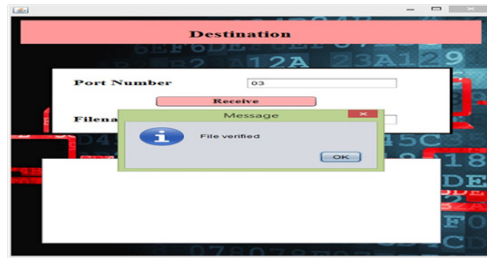 Destination
Port Number
03
Receive
Filena
Message
File verified
OK